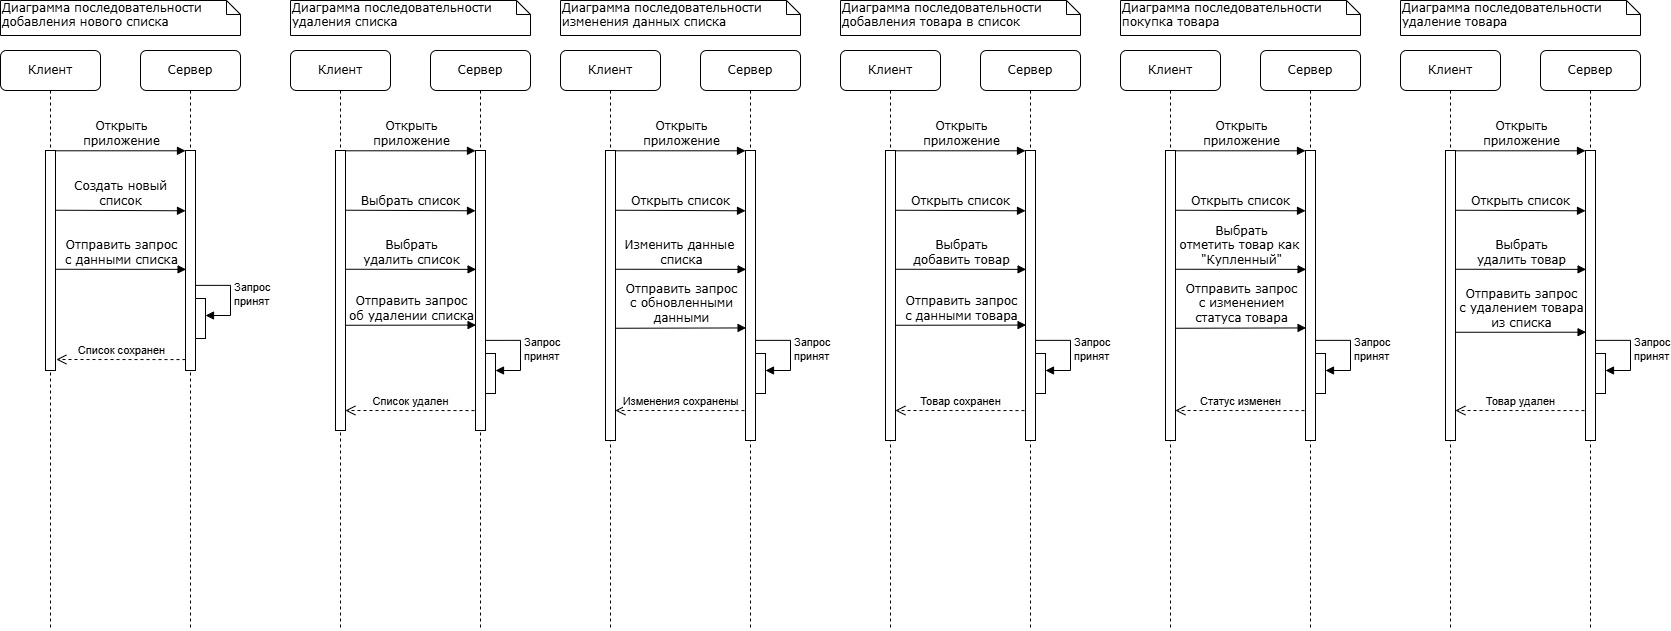 Диаграмма последовательности
добавления нового списка
Клиент
Сервер
Открыть
приложение
Создать новый
список
Отправить запрос
с данными списка
Запрос
принят
Список сохранен
Диаграмма последовательности
удаления списка
Клиент
Сервер
Открыть
приложение
Выбрать список
Выбрать
удалить список
Отправить запрос
об удалении списка
Запрос
принят
Список удален
Диаграмма последовательности
изменения данных списка
Клиент
Сервер
Открыть
приложение
Открыть список
Изменить данные
списка
Отправить запрос
с обновленными
данными
Запрос
принят
Изменения сохранены
Диаграмма последовательности
добавления товара в список
Клиент
Сервер
Открыть
приложение
Открыть список
Выбрать
добавить товар
Отправить запрос
с данными товара
Запрос
принят
Товар сохранен
Диаграмма последовательности
покупка товара
Клиент
Сервер
Открыть
приложение
Открыть список
Выбрать
отметить товар как
"Купленный"
Отправить запрос
с изменением
статуса товара
Запрос
принят
Статус изменен
Диаграмма последовательности
удаление товара
Клиент
Сервер
Открыть
приложение
Открыть список
Выбрать
удалить товар
Отправить запрос
с удалением товара
из списка
Запрос
принят
Товар удален